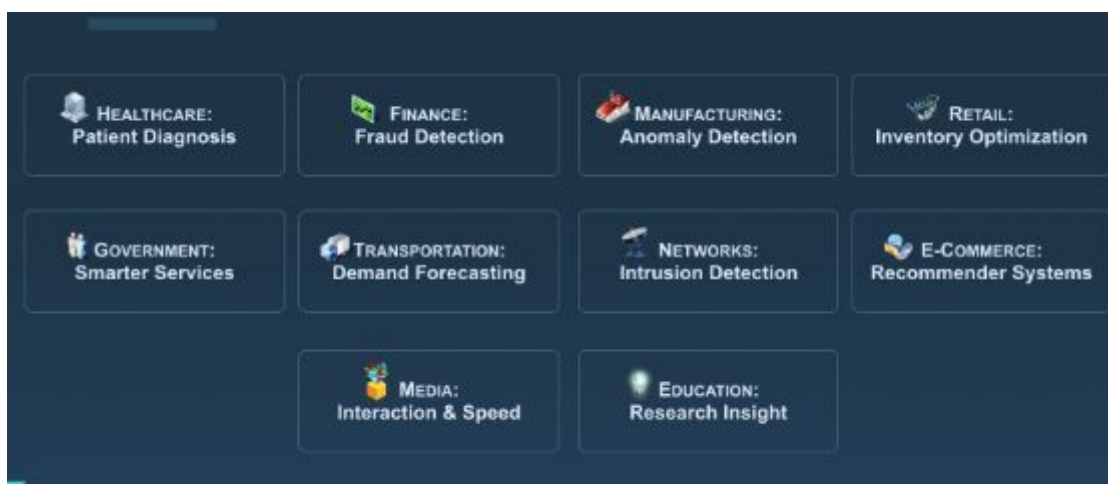 HEALTHCARE:
Patient Diagnosis
FINANCE:
Fraud Detection
MANUFACTURING:
Anomaly Detection
RETAIL:
Inventory Optimization
GOVERNMENT:
Smarter Services
TRANSPORTATION:
Demand Forecasting
NETWORKS:
Intrusion Detection
E-COMMERCE:
Recommender Systems
MEDIA:
Interaction & Speed
EDUCATION:
Research Insight